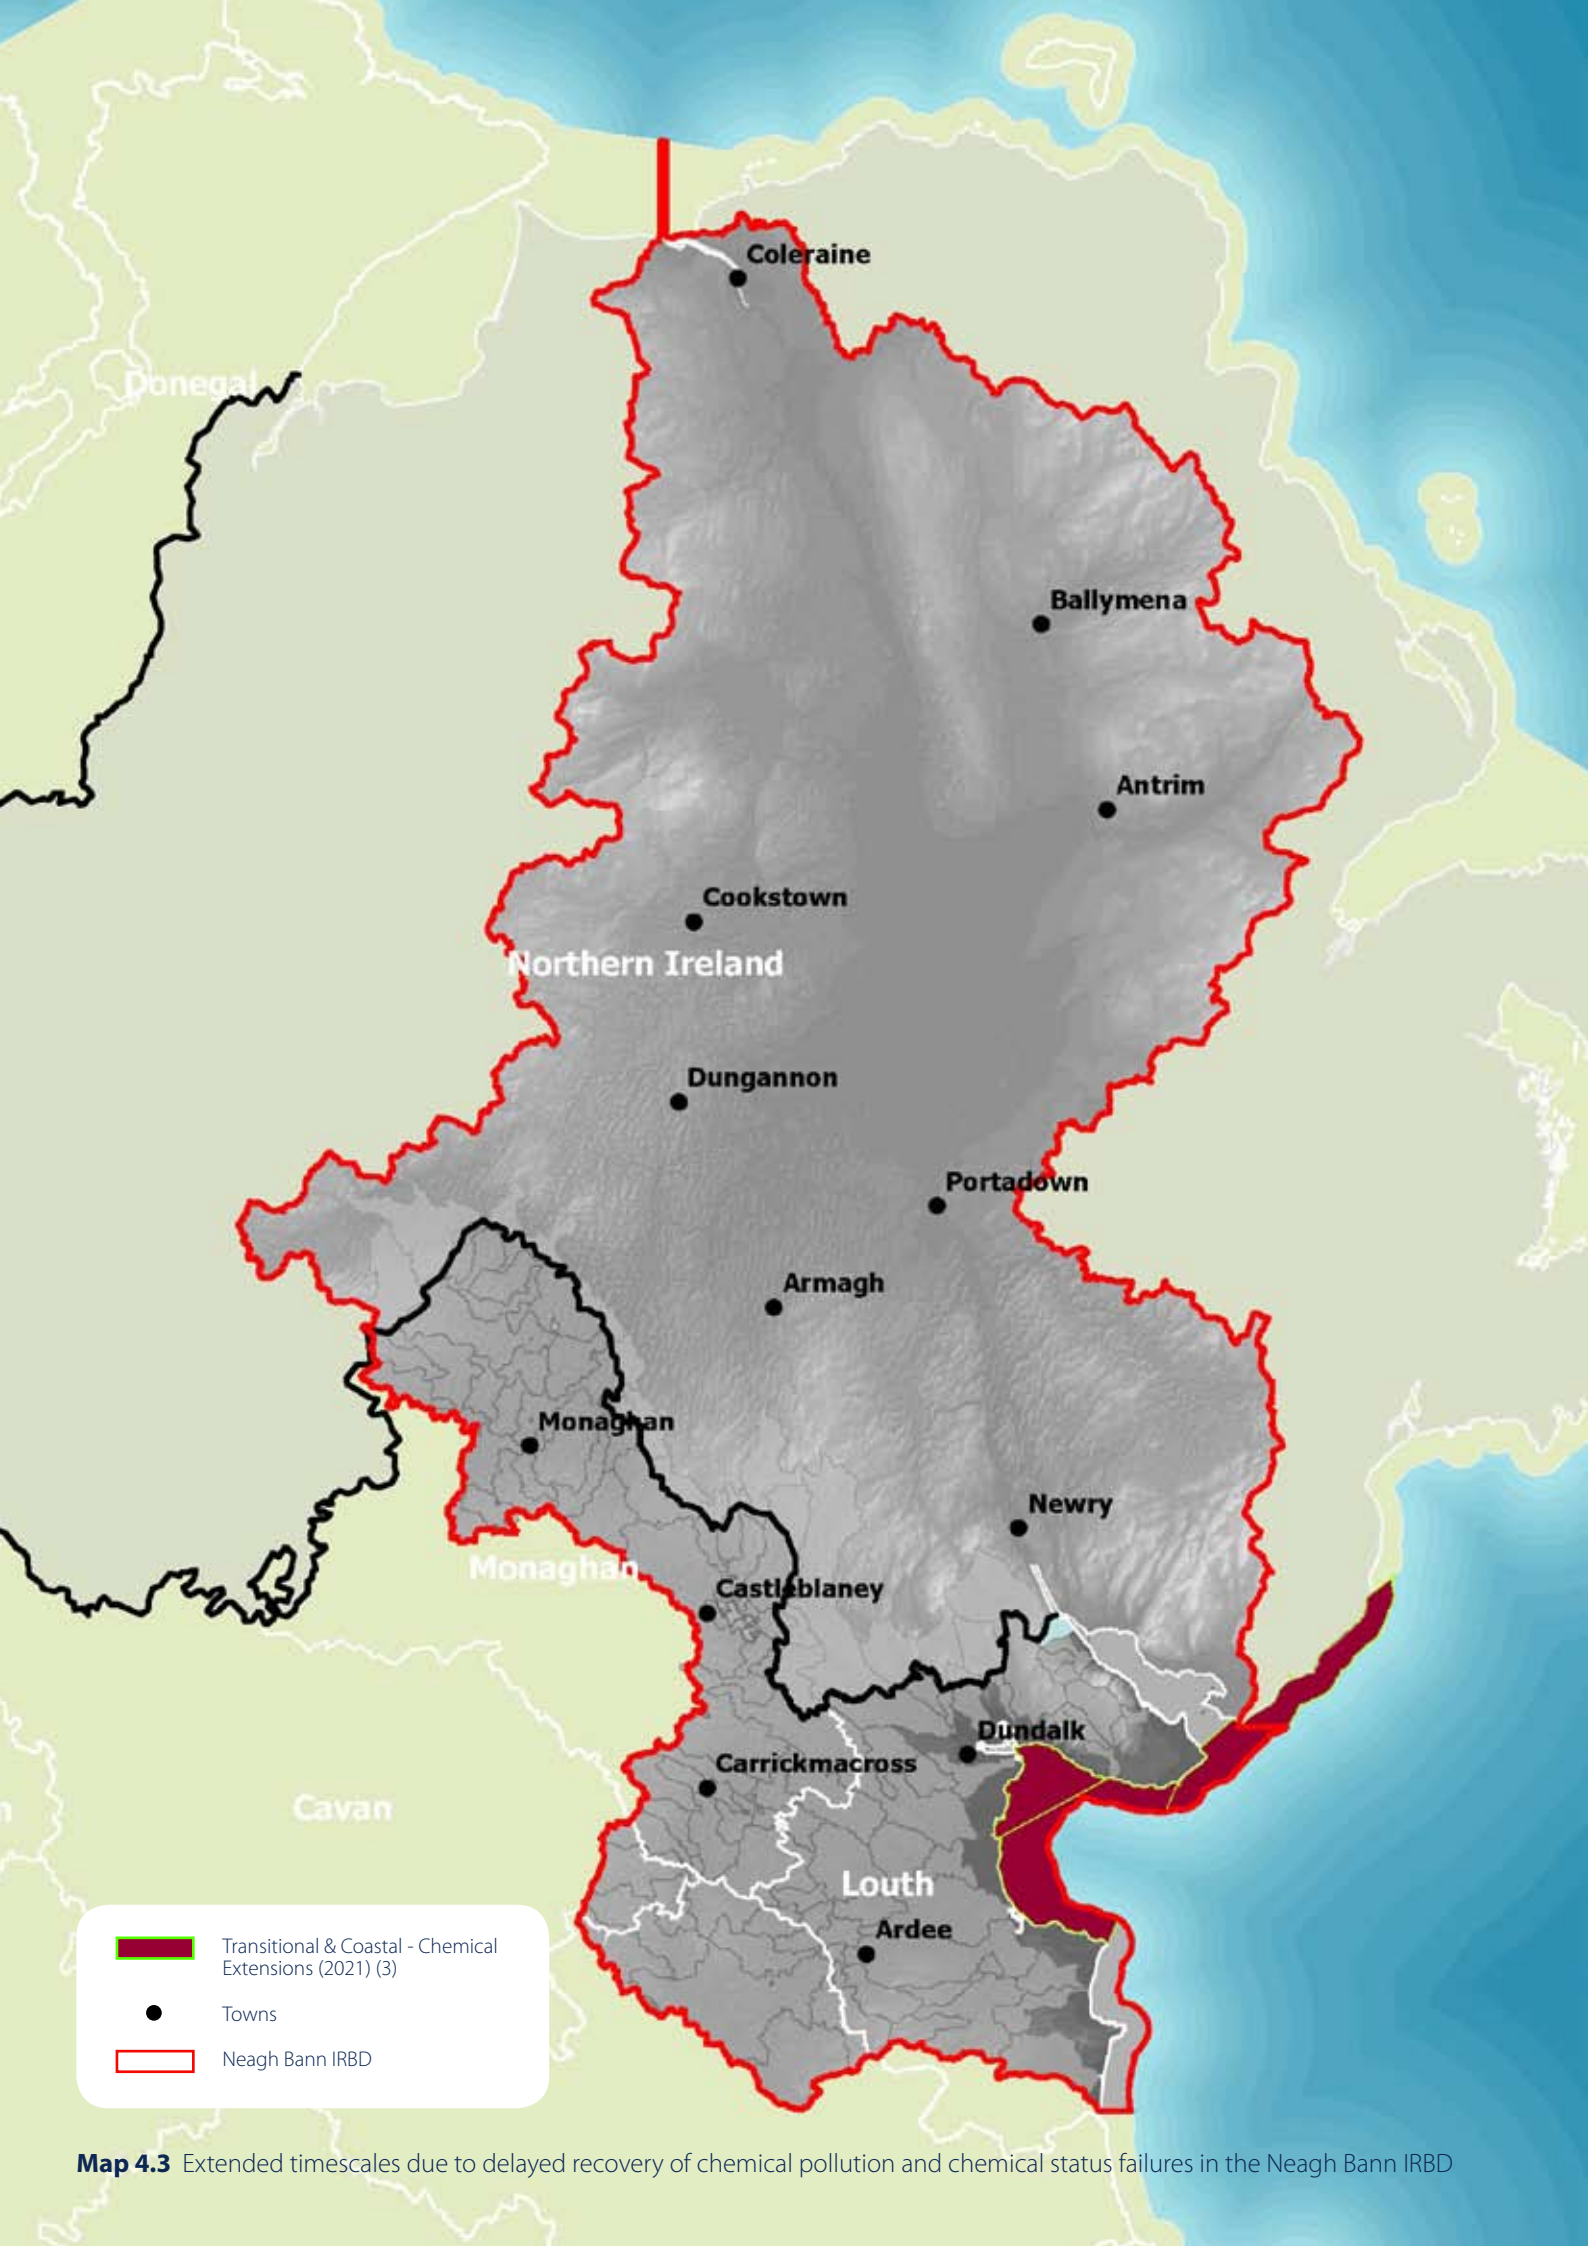 Coleraine
Donegal
Ballymena
Antrim
Cookstown
Northern Ireland
Dungannon
Portadown
Armagh
Monaghan
Newry
Monaghan
Castleblaney
Dundalk
Carrickmacross
Cavan
Louth
Ardee
Transitional & Coastal - Chemical
Extensions (2021) (3)
Towns
Neagh Bann IRBD
Map 4.3 Extended timescales due to delayed recovery of chemical pollution and chemical status failures in the Neagh Bann IRBD